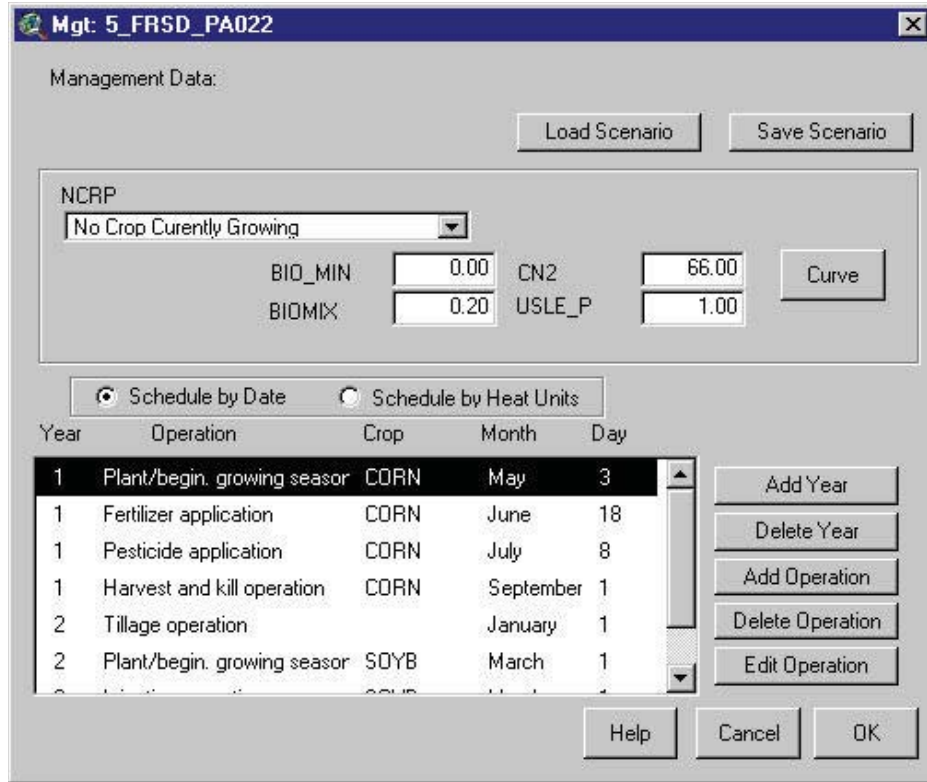 Mgt: 5_FRSD_PA022
Management Data:
Load Scenario Save Scenario
NCRP
No Crop Curently Growing
BIO_MIN 0.00 CN2 66.00 Curve
BIOMIX 0.20 USLE_P 1.00
Schedule by Date Schedule by Heat Units
Year Operation Crop Month Day
1 Plant/begin. growing seasor CORN May 3
Add Year
1 Fertilizer application CORN June 18
Delete Year
1 Pesticide application CORN July 8
Add Operation
1 Harvest and kill operation CORN September 1
Delete Operation
2 Tillage operation January 1
Edit Operation
2 Plant/begin. growing seasor SOYB March 1
Help Cancel OK